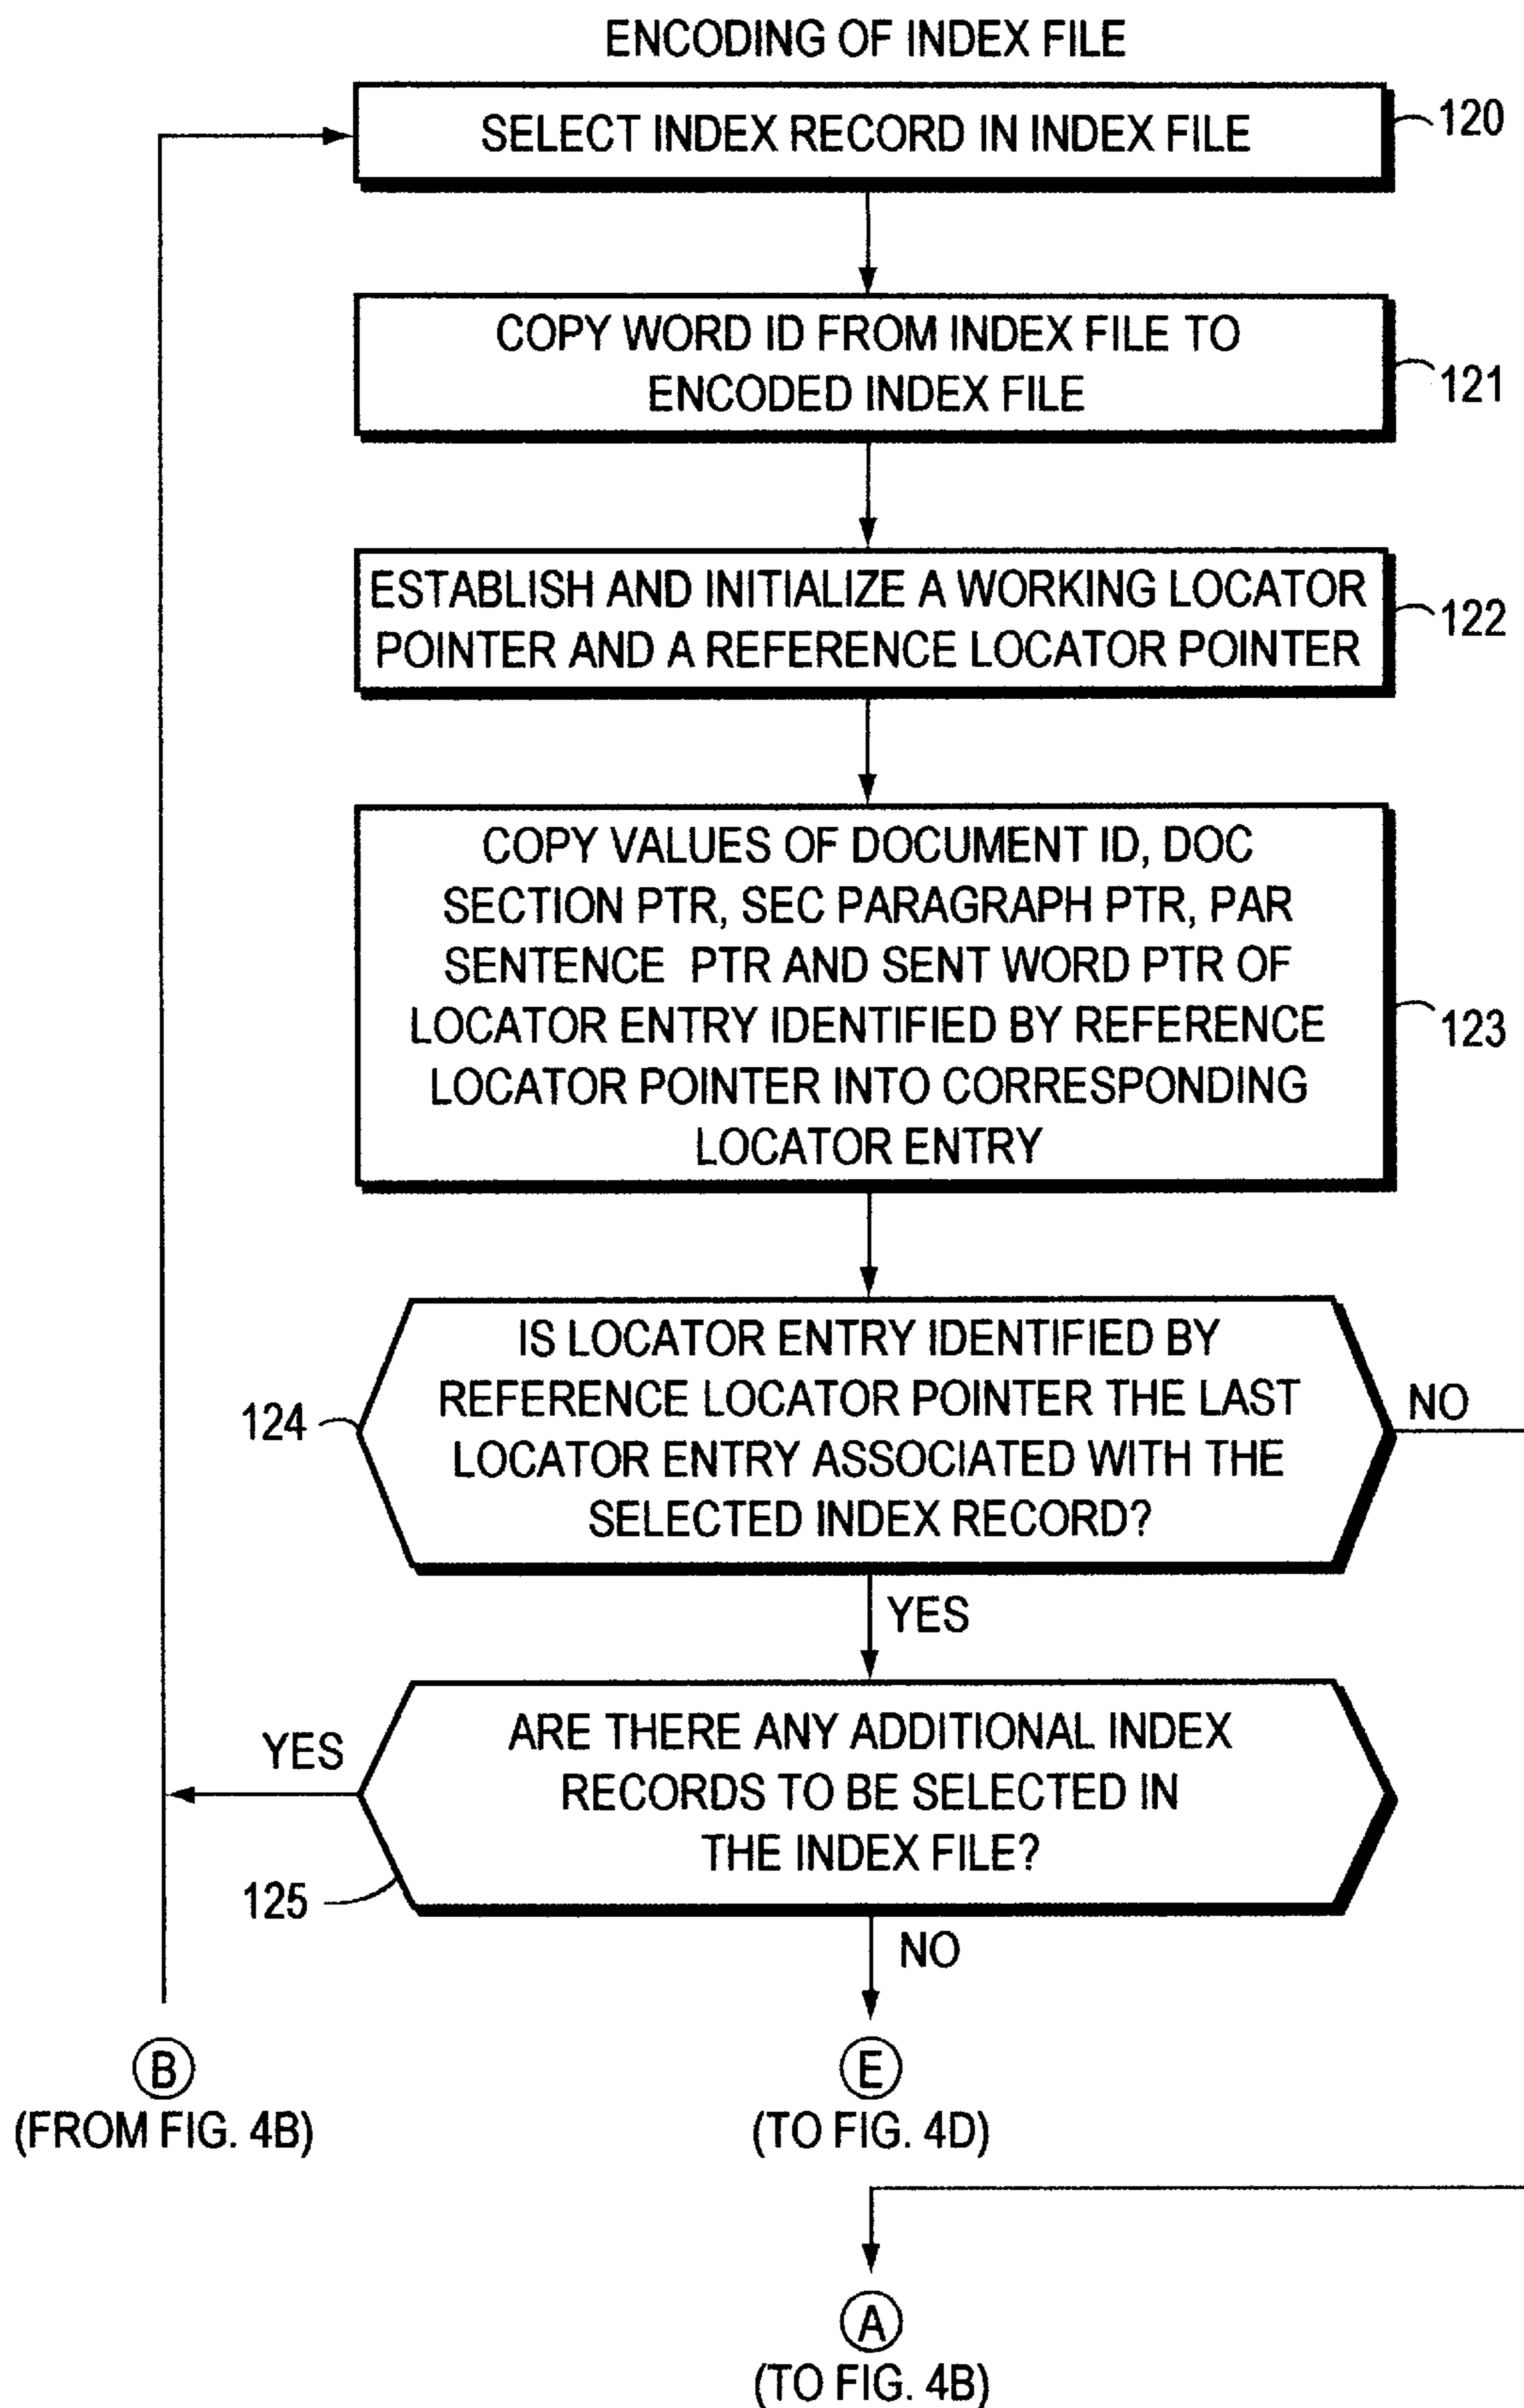 ENCODING OF INDEX FILE
SELECT INDEX RECORD IN INDEX FILE
120
COPY WORD ID FROM INDEX FILE TO
ENCODED INDEX FILE
121
ESTABLISH AND INITIALIZE A WORKING LOCATOR
POINTER AND A REFERENCE LOCATOR POINTER
122
COPY VALUES OF DOCUMENT ID, DOC
SECTION PTR, SEC PARAGRAPH PTR, PAR
SENTENCE PTR AND SENT WORD PTR OF
LOCATOR ENTRY IDENTIFIED BY REFERENCE
LOCATOR POINTER INTO CORRESPONDING
LOCATOR ENTRY
123
IS LOCATOR ENTRY IDENTIFIED BY
REFERENCE LOCATOR POINTER THE LAST
LOCATOR ENTRY ASSOCIATED WITH THE
SELECTED INDEX RECORD?
124
NO
YES
ARE THERE ANY ADDITIONAL INDEX
RECORDS TO BE SELECTED IN
THE INDEX FILE?
YES
125
NO
B
(FROM FIG. 4B)
E
(TO FIG. 4D)
A
(TO FIG. 4B)